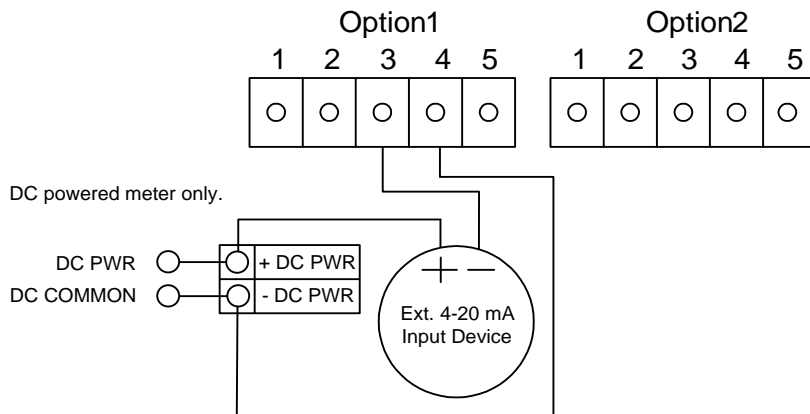 Option1 Option2
1 2 3 4 5 1 2 3 4 5
DC powered meter only.
DC PWR + DC PWR
DC COMMON - DC PWR
+ −
Ext. 4-20 mA
Input Device